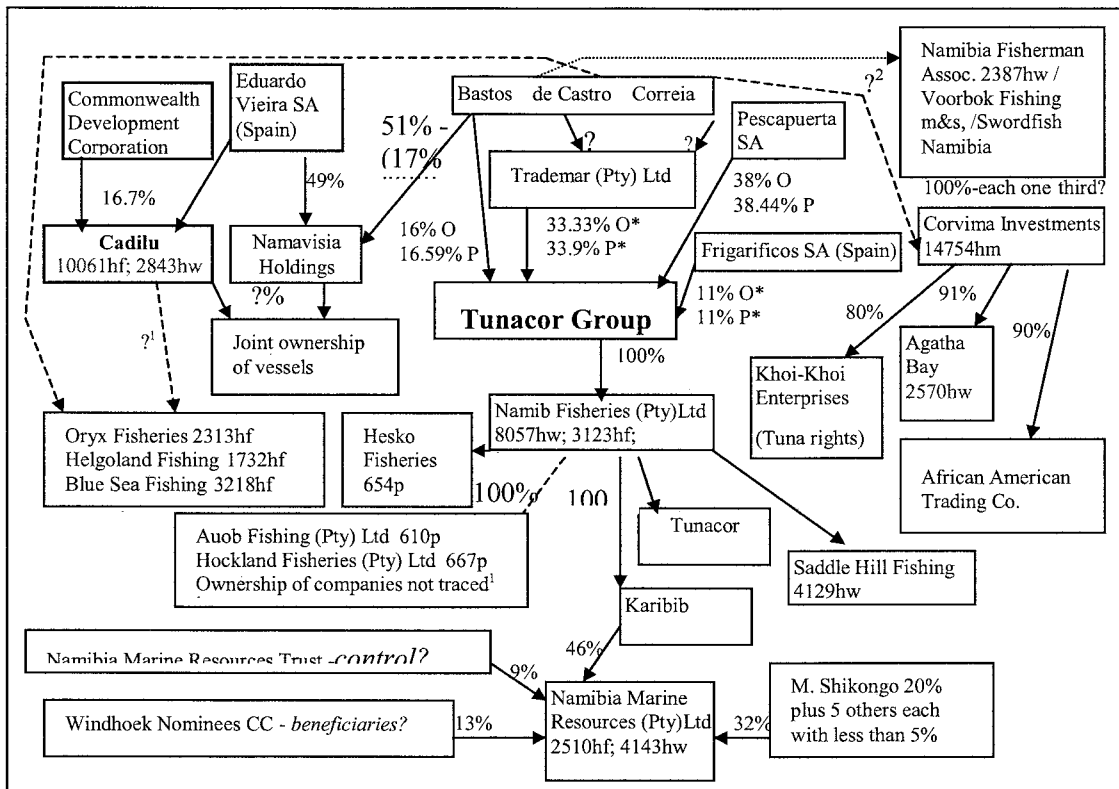 Commonwealth
Development
Corporation
Eduardo
Vieira SA
(Spain)
Bastos de Castro Correia
?2
Namibia Fisherman
Assoc. 2387hw /
Voorbok Fishing
m&s, /Swordfish
Namibia
51% -
(17%
?
?
Pescapuerta
SA
Trademar (Pty) Ltd
100%-each one third?
16.7%
49%
38% O
38.44% P
Cadilu
10061hf; 2843hw
Namavisia
Holdings
16% O
16.59% P
33.33% O*
33.9% P*
Frigarificos SA (Spain)
Corvima Investments
14754hm
11% O*
11% P*
?%
Tunacor Group
80%
91%
90%
?1
Joint ownership
of vessels
100%
Khoi-Khoi
Enterprises
(Tuna rights)
Agatha
Bay
2570hw
Namib Fisheries (Pty)Ltd
8057hw; 3123hf;
Oryx Fisheries 2313hf
Helgoland Fishing 1732hf
Blue Sea Fishing 3218hf
Hesko
Fisheries
654p
African American
Trading Co.
100%
100
Auob Fishing (Pty) Ltd 610p
Hockland Fisheries (Pty) Ltd 667p
Ownership of companies not traced1
Tunacor
Saddle Hill Fishing
4129hw
Karibib
Namibia Marine Resources Trust -control?
9%
46%
Windhoek Nominees CC - beneficiaries?
13%
Namibia Marine
Resources (Pty)Ltd
2510hf; 4143hw
32%
M. Shikongo 20%
plus 5 others each
with less than 5%